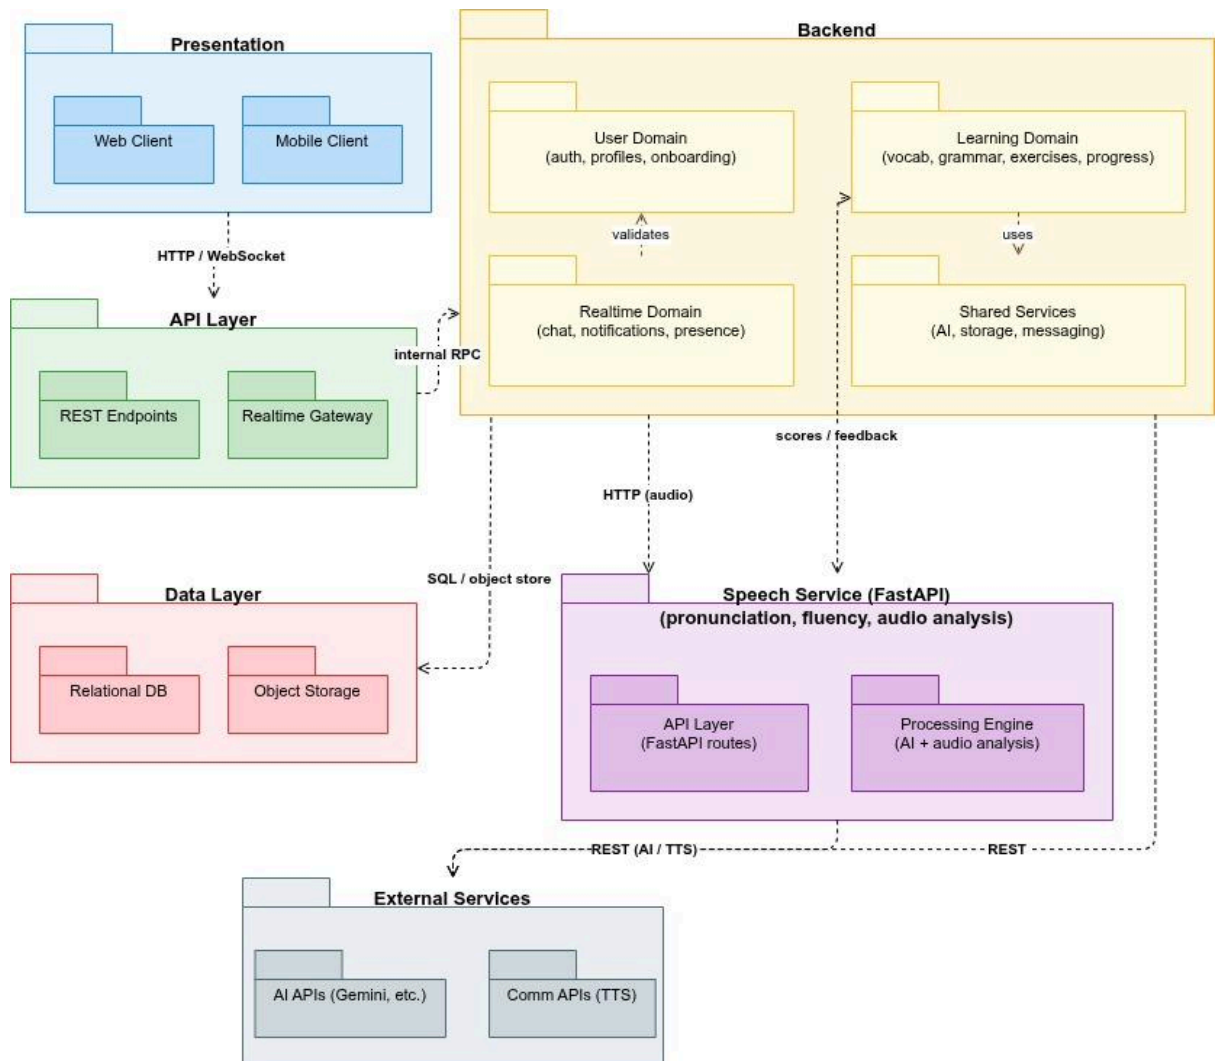 Presentation
Web Client
Mobile Client
HTTP / WebSocket
Backend
User Domain
(auth, profiles, onboarding)
Learning Domain
(vocab, grammar, exercises, progress)
validates
uses
Realtime Domain
(chat, notifications, presence)
Shared Services
(AI, storage, messaging)
API Layer
REST Endpoints
Realtime Gateway
internal RPC
scores / feedback
HTTP (audio)
SQL / object store
Data Layer
Relational DB
Object Storage
Speech Service (FastAPI)
(pronunciation, fluency, audio analysis)
API Layer
(FastAPI routes)
Processing Engine
(AI + audio analysis)
REST (AI / TTS)
REST
External Services
AI APIs (Gemini, etc.)
Comm APIs (TTS)